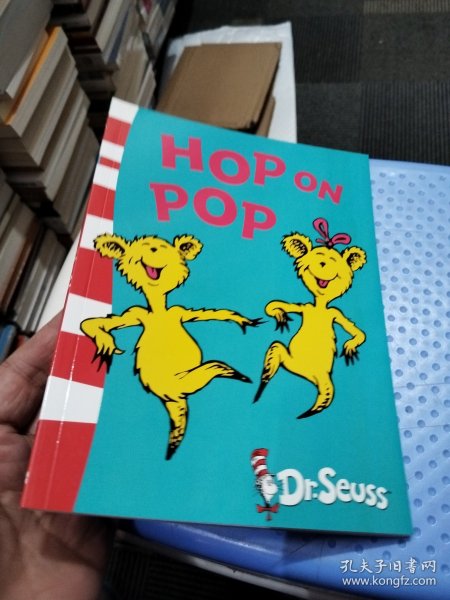 HOP ON
POP
Dr. Seuss
孔夫子旧书网
www.kongfz.com